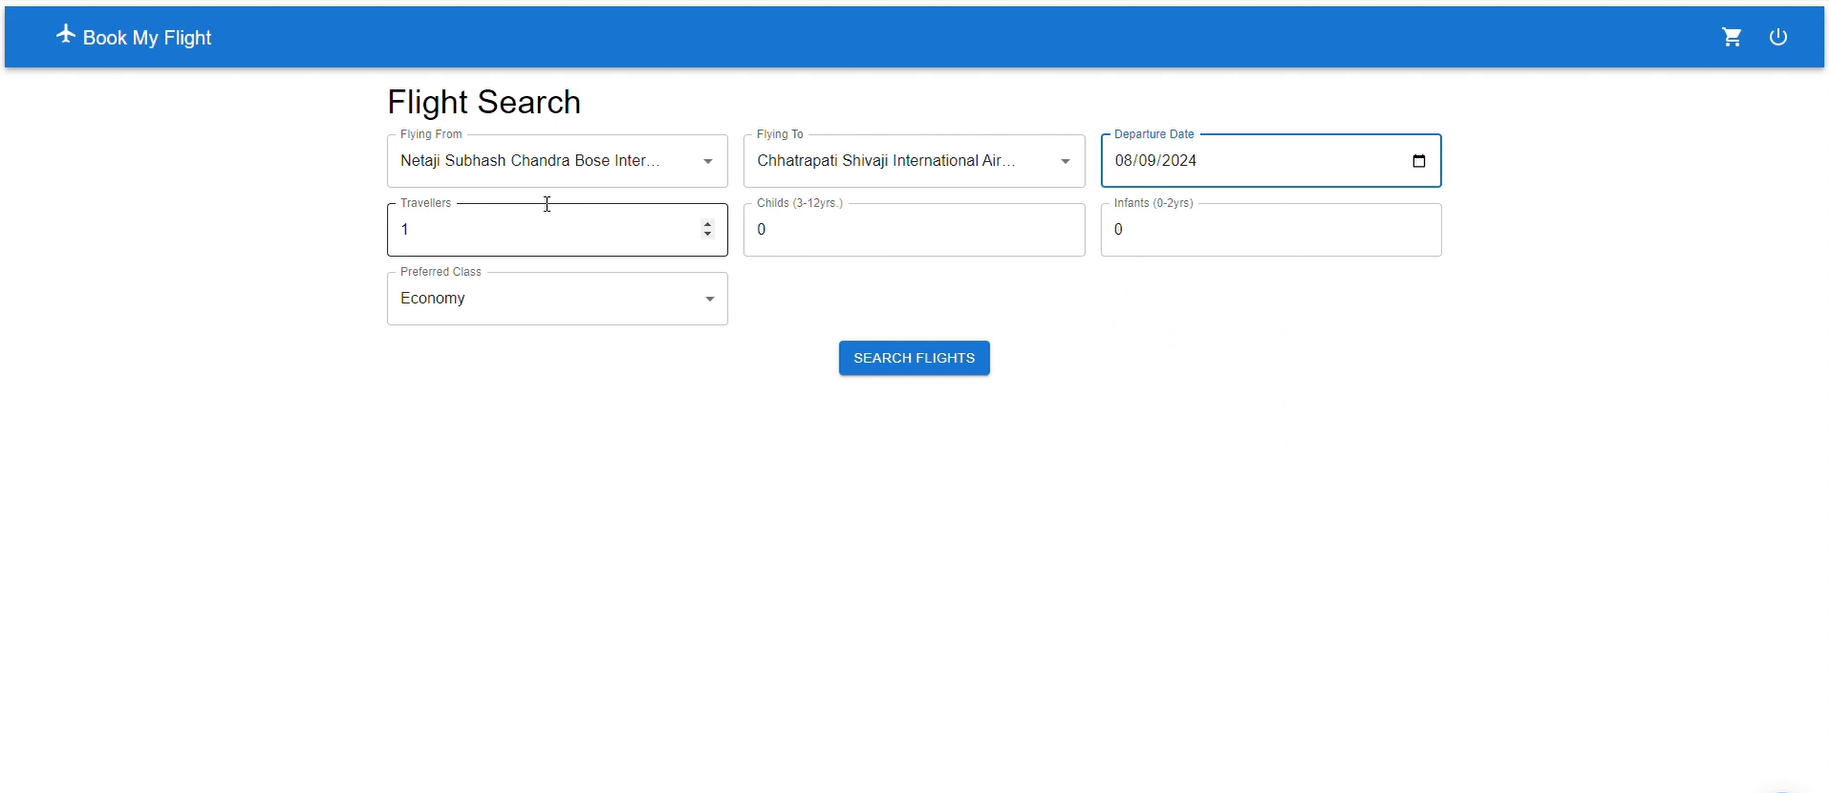 Book My Flight
Flight Search
Flying From Flying To Departure Date
Netaji Subhash Chandra Bose Inter... Chhatrapati Shivaji International Air... 08/09/2024
Travellers Childs (3-12yrs.) Infants (0-2yrs)
1 0 0
Preferred Class
Economy
SEARCH FLIGHTS